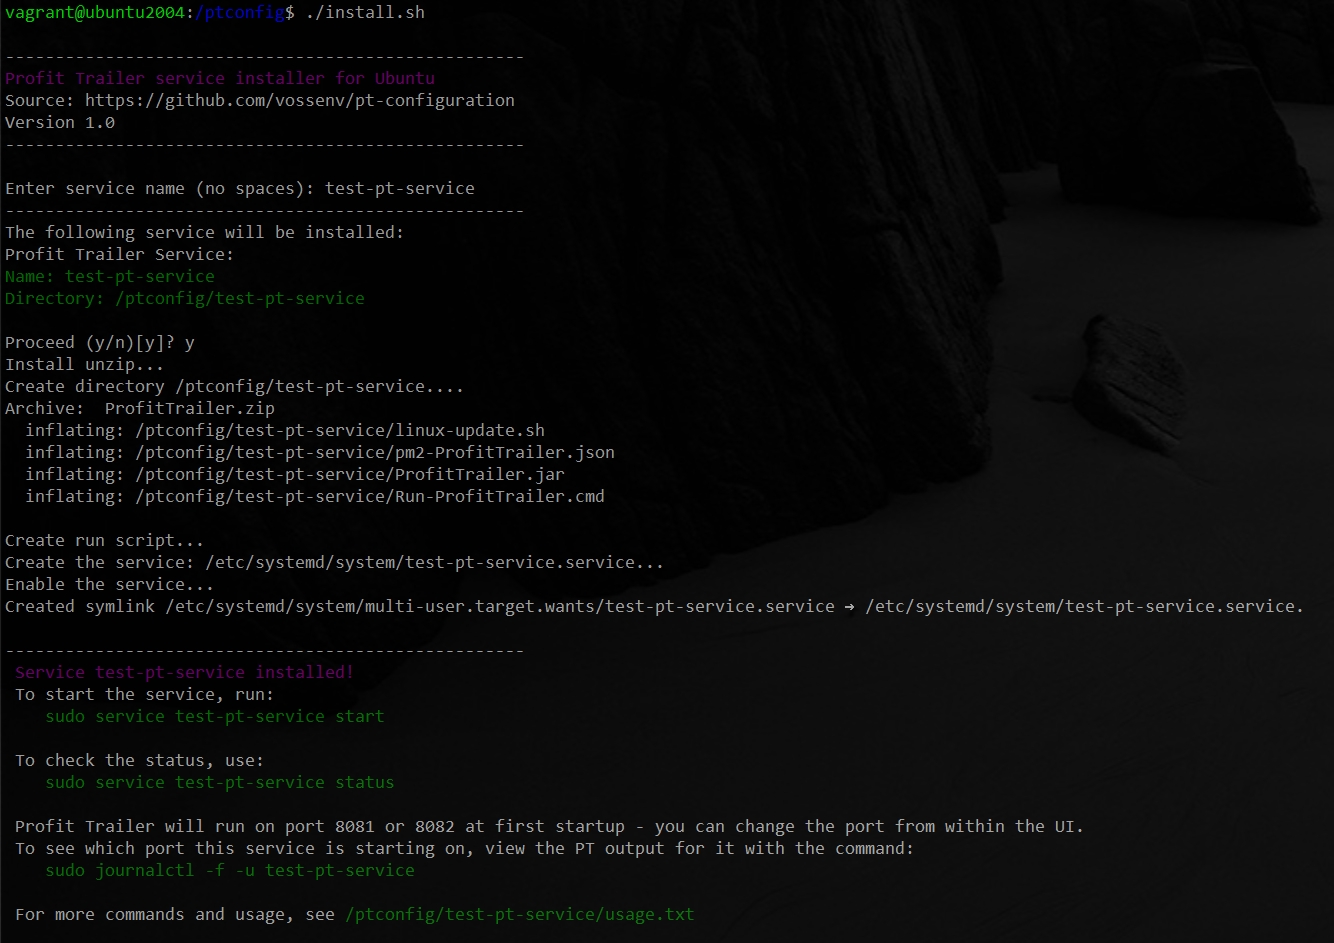 vagrant@ubuntu2004:/ptconfig$ ./install.sh
----------------------------------------------------
Profit Trailer service installer for Ubuntu
Source: https://github.com/vossenv/pt-configuration
Version 1.0
----------------------------------------------------
Enter service name (no spaces): test-pt-service
----------------------------------------------------
The following service will be installed:
Profit Trailer Service:
Name: test-pt-service
Directory: /ptconfig/test-pt-service
Proceed (y/n)[y]? y
Install unzip...
Create directory /ptconfig/test-pt-service....
Archive:  ProfitTrailer.zip
  inflating: /ptconfig/test-pt-service/linux-update.sh
  inflating: /ptconfig/test-pt-service/pm2-ProfitTrailer.json
  inflating: /ptconfig/test-pt-service/ProfitTrailer.jar
  inflating: /ptconfig/test-pt-service/Run-ProfitTrailer.cmd
Create run script...
Create the service: /etc/systemd/system/test-pt-service.service...
Enable the service...
Created symlink /etc/systemd/system/multi-user.target.wants/test-pt-service.service → /etc/systemd/system/test-pt-service.service.
----------------------------------------------------
Service test-pt-service installed!
To start the service, run:
sudo service test-pt-service start
To check the status, use:
sudo service test-pt-service status
Profit Trailer will run on port 8081 or 8082 at first startup - you can change the port from within the UI.
To see which port this service is starting on, view the PT output for it with the command:
sudo journalctl -f -u test-pt-service
For more commands and usage, see /ptconfig/test-pt-service/usage.txt